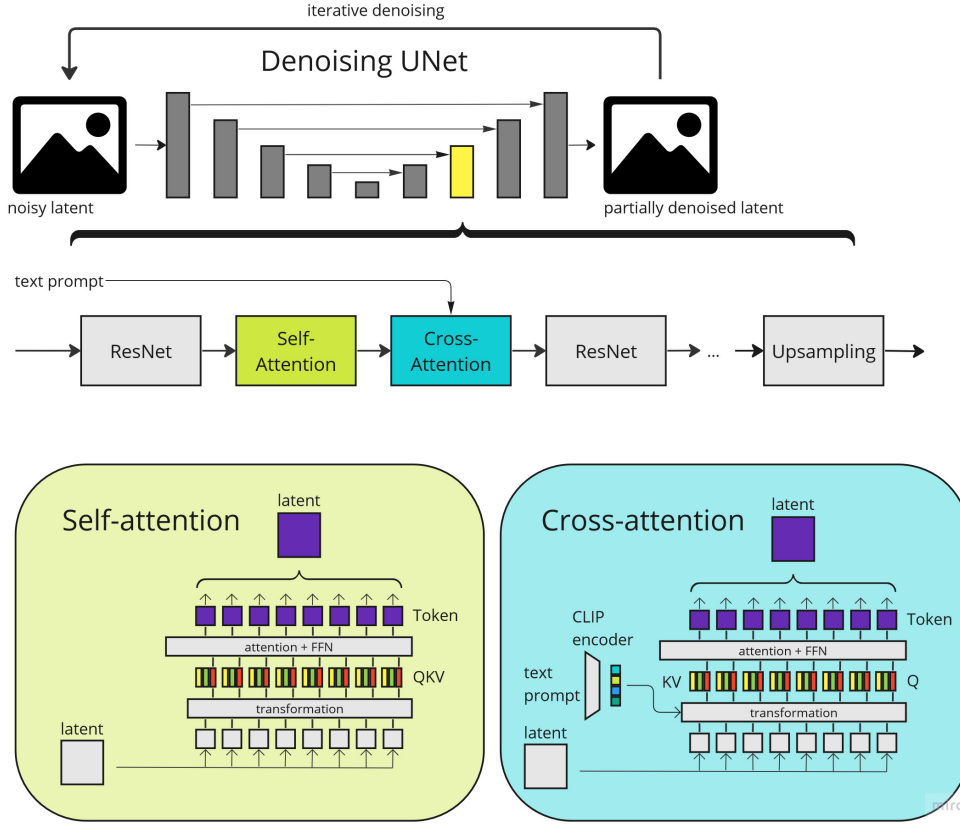 iterative denoising
Denoising UNet
noisy latent
partially denoised latent
text prompt
ResNet
Self-
Attention
Cross-
Attention
ResNet
...
Upsampling
Self-attention
latent
Token
attention + FFN
QKV
transformation
latent
Cross-attention
latent
CLIP
encoder
Token
attention + FFN
text
prompt
KV
Q
transformation
latent